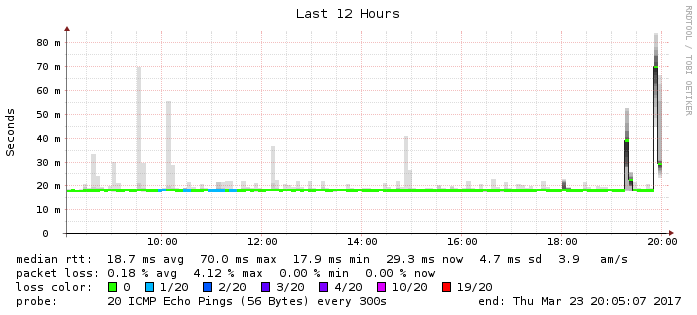 Last 12 Hours
RRDTOOL / TOBI OETIKER
Seconds
80 m
70 m
60 m
50 m
40 m
30 m
20 m
10 m
0
10:00 12:00 14:00 16:00 18:00 20:00
median rtt: 18.7 ms avg 70.0 ms max 17.9 ms min 29.3 ms now 4.7 ms sd 3.9 am/s
packet loss: 0.18 % avg 4.12 % max 0.00 % min 0.00 % now
loss color: 0 1/20 2/20 3/20 4/20 10/20 19/20
probe: 20 ICMP Echo Pings (56 Bytes) every 300s end: Thu Mar 23 20:05:07 2017